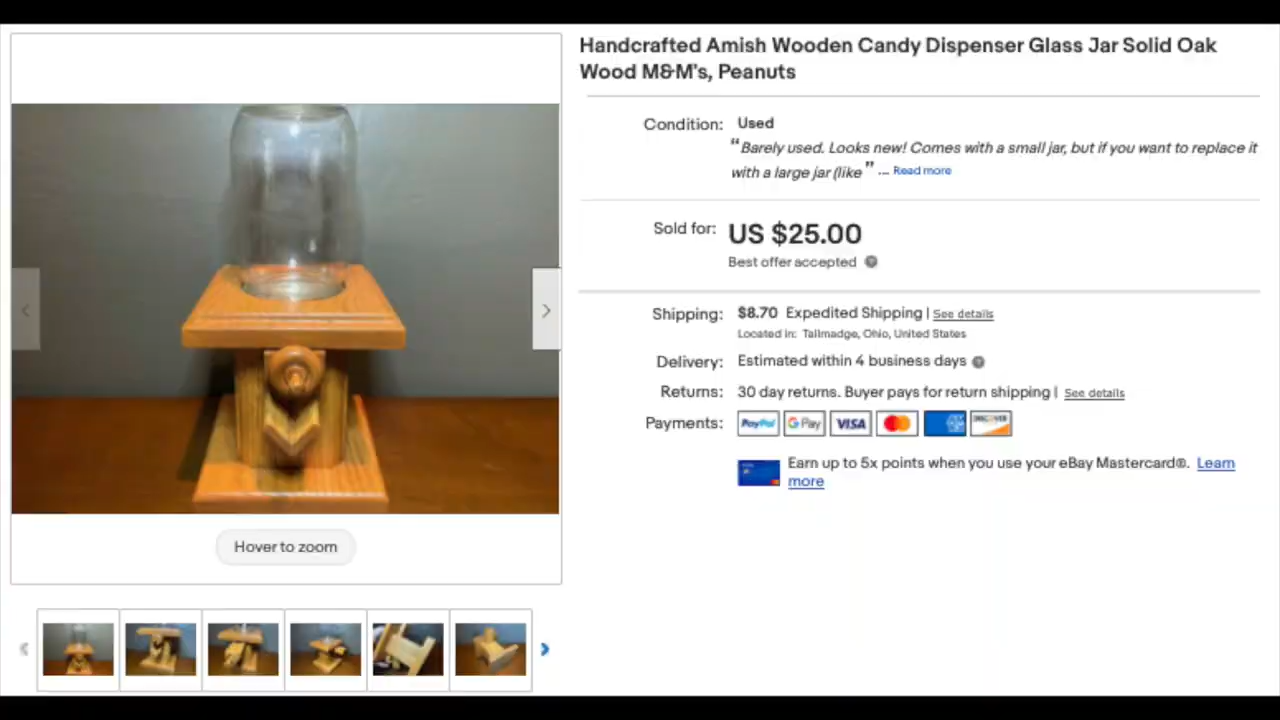 Handcrafted Amish Wooden Candy Dispenser Glass Jar Solid Oak
Wood M&M's, Peanuts
Condition: Used
“Barely used. Looks new! Comes with a small jar, but if you want to replace it
with a large jar (like ” ... Read more
Sold for: US $25.00
Best offer accepted
Shipping: $8.70 Expedited Shipping | See details
Located in: Tallmadge, Ohio, United States
Delivery: Estimated within 4 business days
Returns: 30 day returns. Buyer pays for return shipping | See details
Payments: PayPal G Pay VISA DISCOVER
Earn up to 5x points when you use your eBay Mastercard®. Learn
more
Hover to zoom